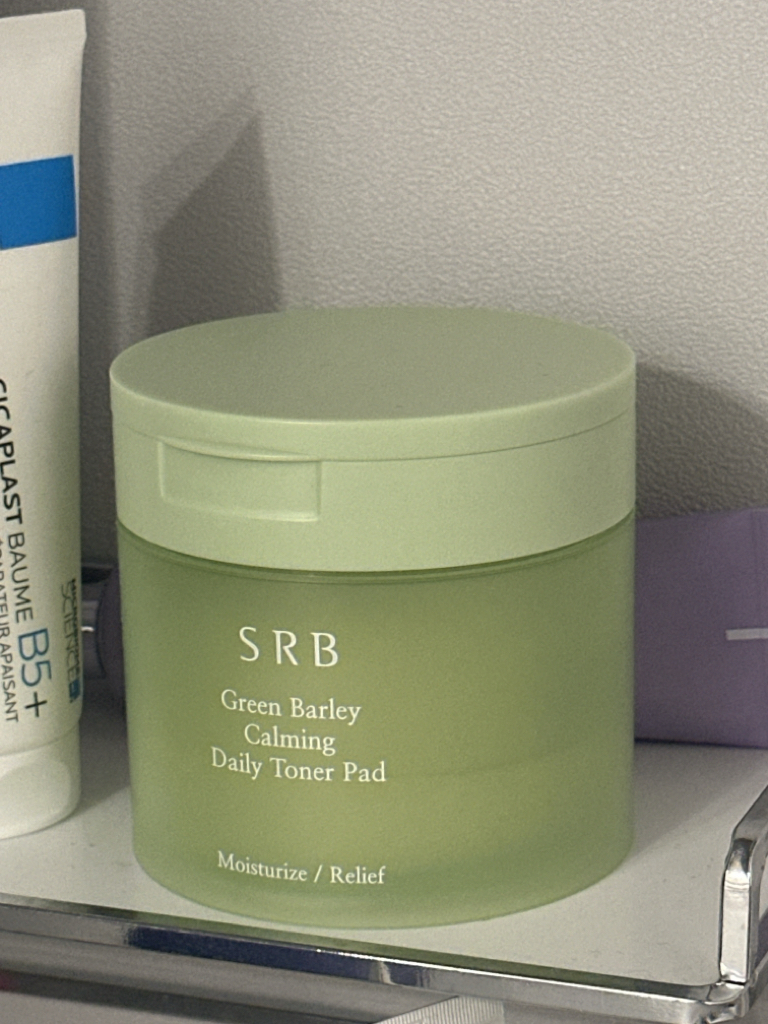 CICAPLAST BAUME B5+
SRB
Green Barley
Calming
Daily Toner Pad
Moisturize / Relief